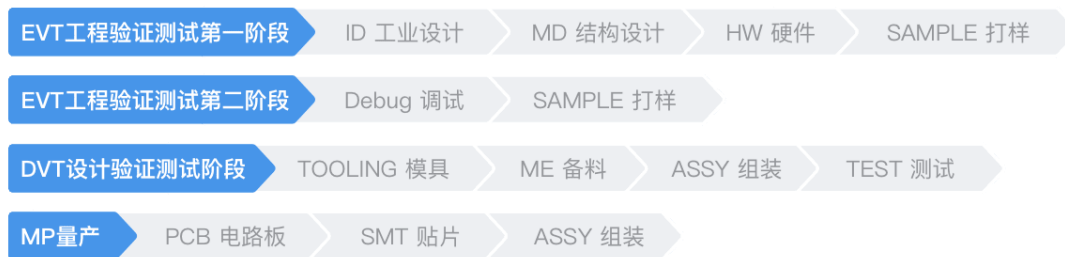 EVT工程验证测试第一阶段 ID 工业设计 MD 结构设计 HW 硬件 SAMPLE 打样
EVT工程验证测试第二阶段 Debug 调试 SAMPLE 打样
DVT设计验证测试阶段 TOOLING 模具 ME 备料 ASSY 组装 TEST 测试
MP量产 PCB 电路板 SMT 贴片 ASSY 组装